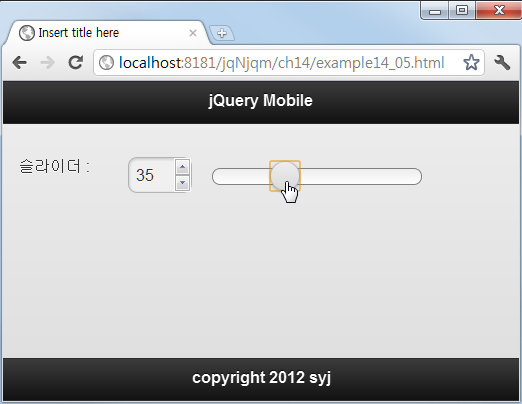 Insert title here
localhost:8181/jqNjqm/ch14/example14_05.html
jQuery Mobile
슬라이더 : 35
copyright 2012 syj